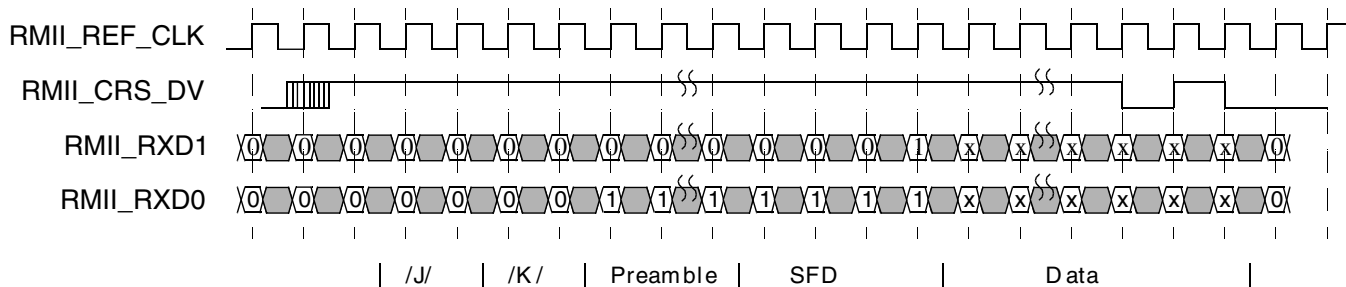 RMII_REF_CLK
RMII_CRS_DV
RMII_RXD1 0 0 0 0 0 0 0 0 0 0 0 0 0 1 x x x x x x 0
RMII_RXD0 0 0 0 0 0 0 0 1 1 1 1 1 1 1 x x x x x x 0
/J/ /K/ Preamble SFD Data